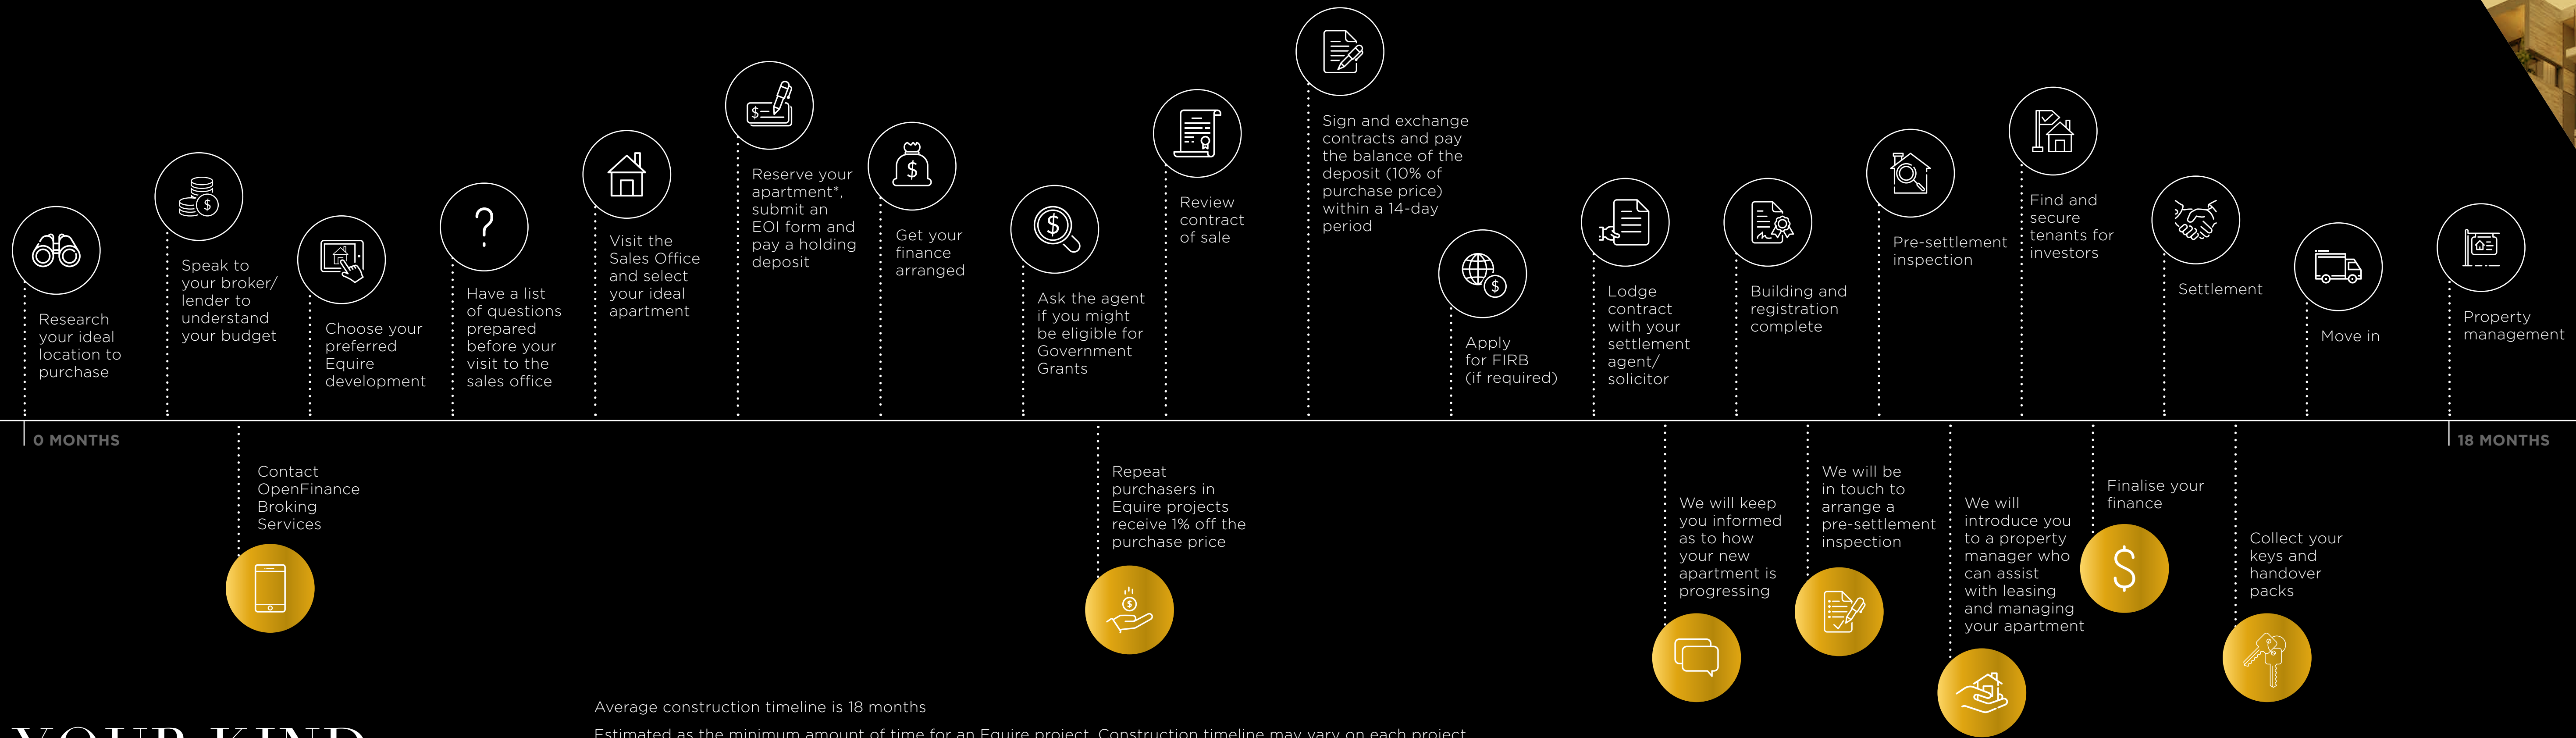 Research
your ideal
location to
purchase
Speak to
your broker/
lender to
understand
your budget
Choose your
preferred
Equire
development
Have a list
of questions
prepared
before your
visit to the
sales office
Visit the
Sales Office
and select
your ideal
apartment
Reserve your
apartment*,
submit an
EOI form and
pay a holding
deposit
Get your
finance
arranged
Ask the agent
if you might
be eligible for
Government
Grants
Review
contract
of sale
Sign and exchange
contracts and pay
the balance of the
deposit (10% of
purchase price)
within a 14-day
period
Apply
for FIRB
(if required)
Lodge
contract
with your
settlement
agent/
solicitor
Building and
registration
complete
Pre-settlement
inspection
Find and
secure
tenants for
investors
Settlement
Move in
Property
management
0 MONTHS
18 MONTHS
Contact
OpenFinance
Broking
Services
Repeat
purchasers in
Equire projects
receive 1% off the
purchase price
We will keep
you informed
as to how
your new
apartment is
progressing
We will be
in touch to
arrange a
pre-settlement
inspection
We will
introduce you
to a property
manager who
can assist
with leasing
and managing
your apartment
Finalise your
finance
Collect your
keys and
handover
packs
Average construction timeline is 18 months
YOUR KIND
Estimated as the minimum amount of time for an Equire project. Construction timeline may vary on each project